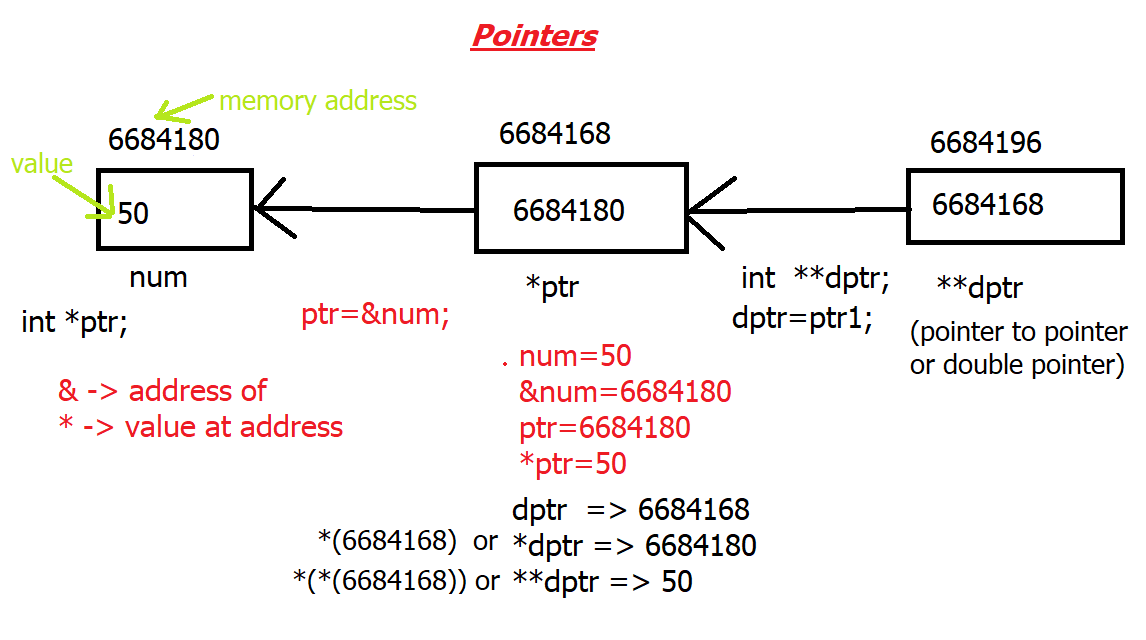 Pointers
memory address
6684180
6684168
6684196
value
50
6684180
6684168
num
*ptr
int **dptr;
**dptr
int *ptr;
ptr=&num;
dptr=ptr1;
(pointer to pointer
or double pointer)
. num=50
& -> address of
&num=6684180
* -> value at address
ptr=6684180
*ptr=50
dptr => 6684168
*(6684168) or *dptr => 6684180
*(*(6684168)) or **dptr => 50